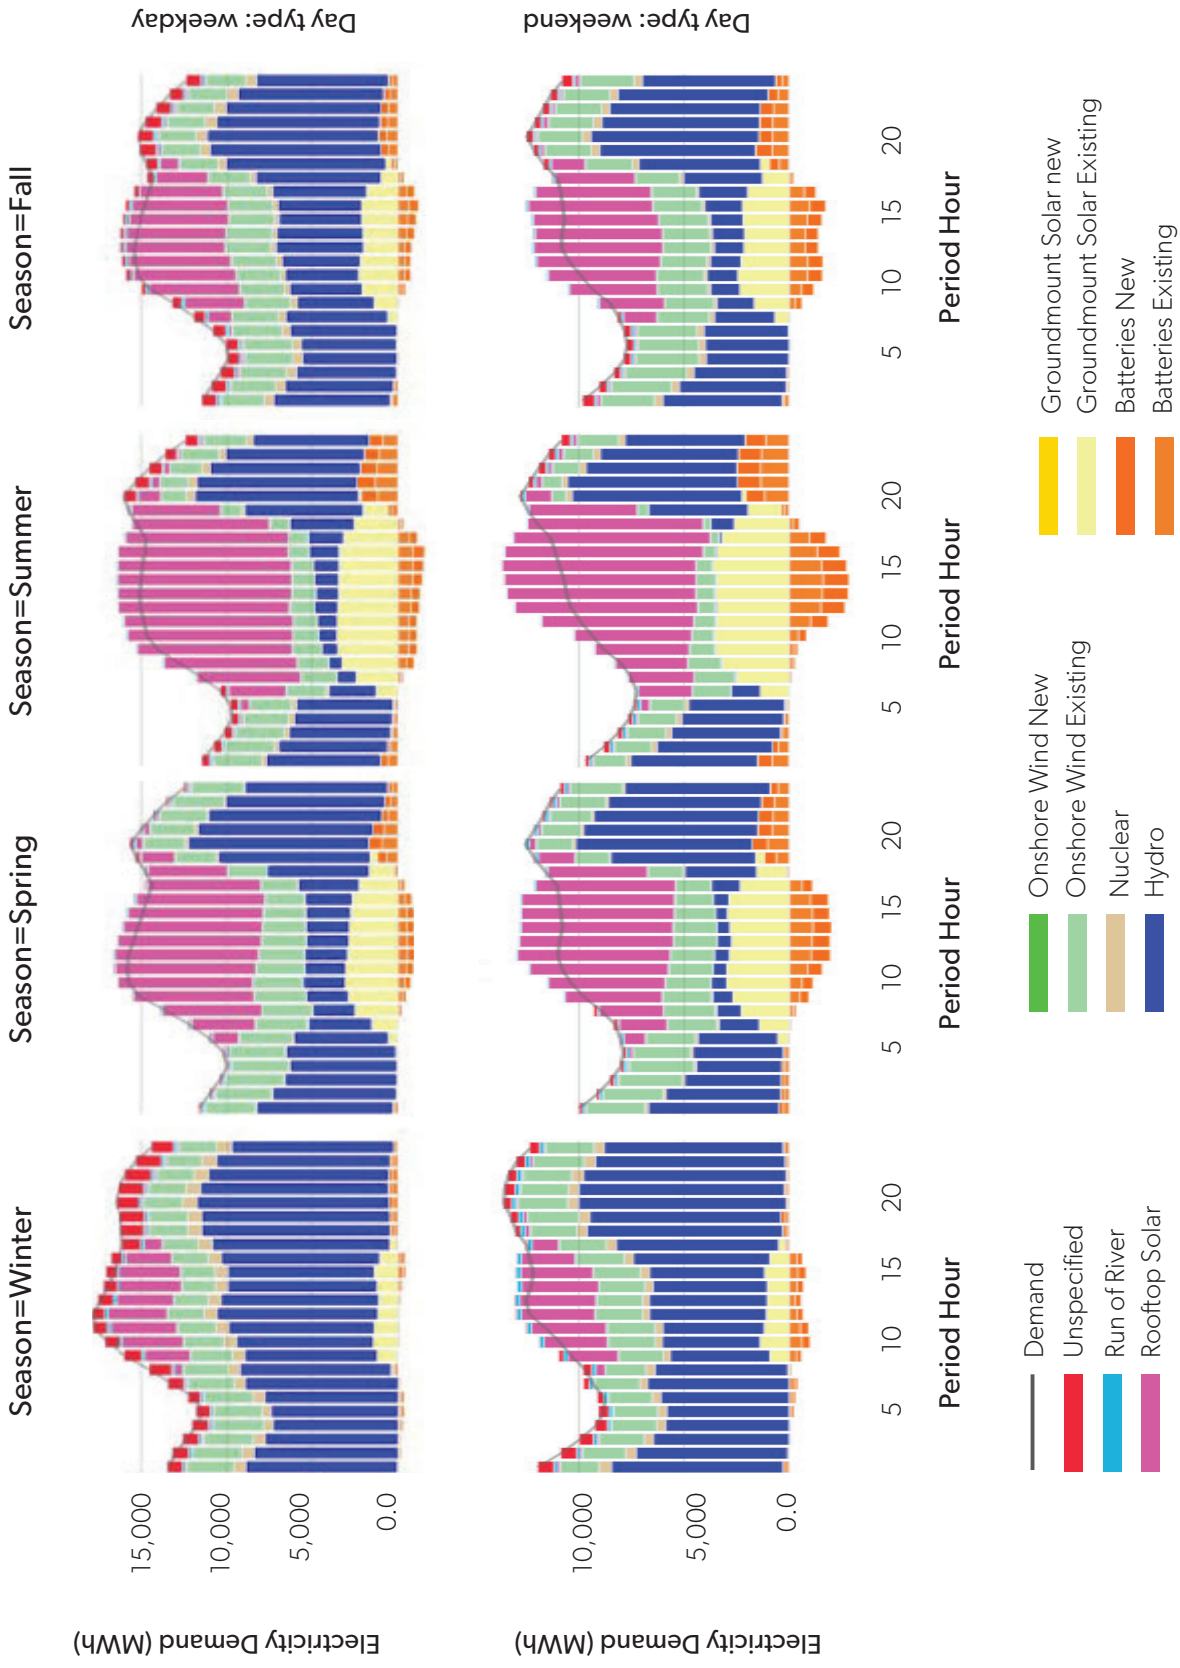 Season=Winter
Season=Spring
Season=Summer
Season=Fall
Electricity Demand (MWh)
15,000
10,000
5,000
0.0
Day type: weekday
Electricity Demand (MWh)
10,000
5,000
0.0
Day type: weekend
5 10 15 20
5 10 15 20
5 10 15 20
5 10 15 20
Period Hour
Period Hour
Period Hour
Period Hour
Demand
Unspecified
Run of River
Rooftop Solar
Onshore Wind New
Onshore Wind Existing
Nuclear
Hydro
Groundmount Solar new
Groundmount Solar Existing
Batteries New
Batteries Existing